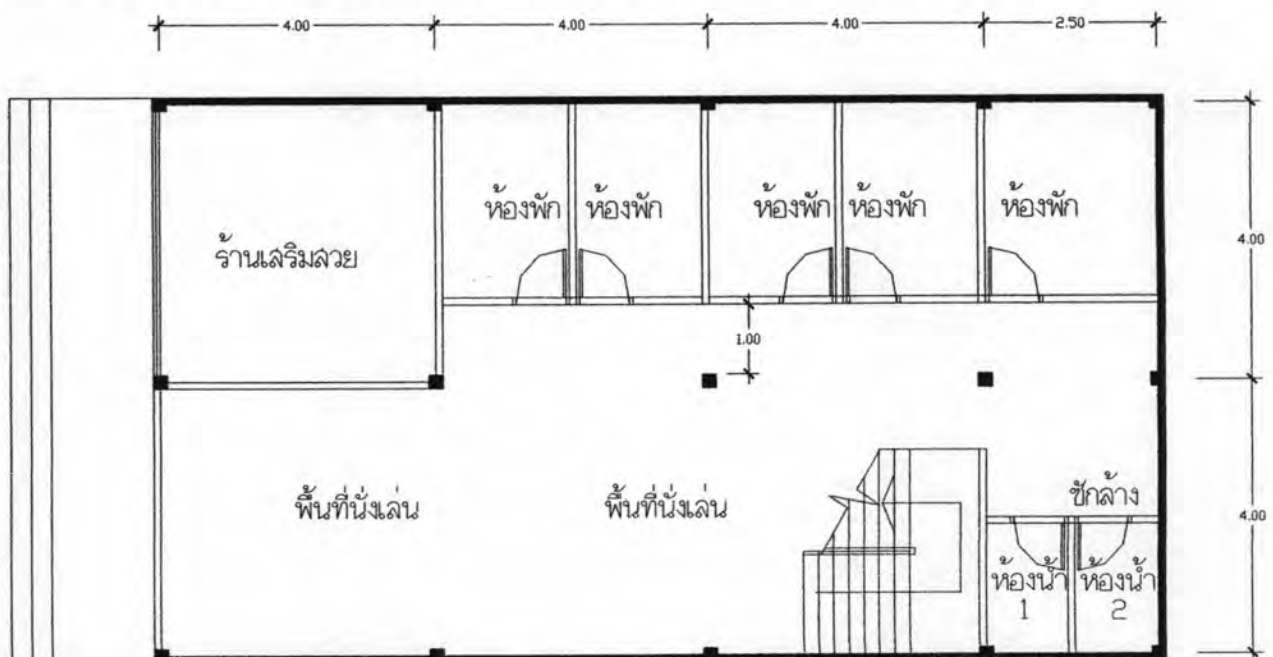 4.00
4.00
4.00
2.50
ห้องพัก
ห้องพัก
ห้องพัก
ห้องพัก
ห้องพัก
ร้านเสริมสวย
4.00
1.00
พื้นที่นั่งเล่น
พื้นที่นั่งเล่น
ซักล้าง
4.00
ห้องน้ำ
1
ห้องน้ำ
2